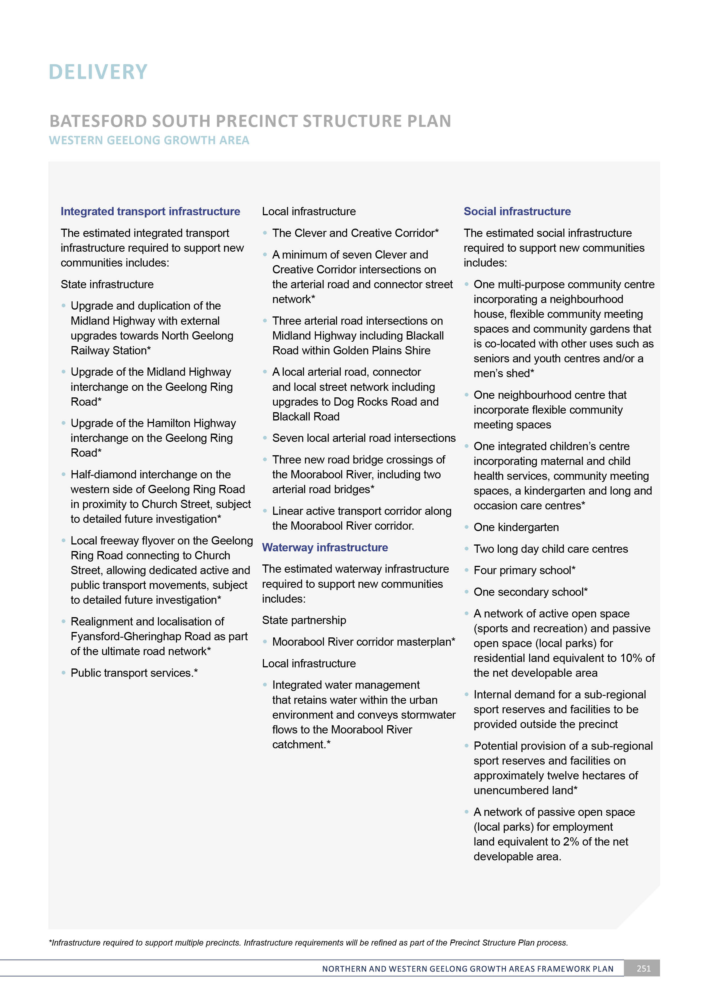 DELIVERY
BATESFORD SOUTH PRECINCT STRUCTURE PLAN
WESTERN GEELONG GROWTH AREA
Integrated transport infrastructure
The estimated integrated transport
infrastructure required to support new
communities includes:
State infrastructure
• Upgrade and duplication of the
Midland Highway with external
upgrades towards North Geelong
Railway Station*
• Upgrade of the Midland Highway
interchange on the Geelong Ring
Road*
• Upgrade of the Hamilton Highway
interchange on the Geelong Ring
Road*
• Half-diamond interchange on the
western side of Geelong Ring Road
in proximity to Church Street, subject
to detailed future investigation*
• Local freeway flyover on the Geelong
Ring Road connecting to Church
Street, allowing dedicated active and
public transport movements, subject
to detailed future investigation*
• Realignment and localisation of
Fyansford-Gheringhap Road as part
of the ultimate road network*
• Public transport services.*
Local infrastructure
• The Clever and Creative Corridor*
• A minimum of seven Clever and
Creative Corridor intersections on
the arterial road and connector street
network*
• Three arterial road intersections on
Midland Highway including Blackall
Road within Golden Plains Shire
• A local arterial road, connector
and local street network including
upgrades to Dog Rocks Road and
Blackall Road
• Seven local arterial road intersections
• Three new road bridge crossings of
the Moorabool River, including two
arterial road bridges*
• Linear active transport corridor along
the Moorabool River corridor.
Waterway infrastructure
The estimated waterway infrastructure
required to support new communities
includes:
State partnership
• Moorabool River corridor masterplan*
Local infrastructure
• Integrated water management
that retains water within the urban
environment and conveys stormwater
flows to the Moorabool River
catchment.*
Social infrastructure
The estimated social infrastructure
required to support new communities
includes:
• One multi-purpose community centre
incorporating a neighbourhood
house, flexible community meeting
spaces and community gardens that
is co-located with other uses such as
seniors and youth centres and/or a
men’s shed*
• One neighbourhood centre that
incorporate flexible community
meeting spaces
• One integrated children’s centre
incorporating maternal and child
health services, community meeting
spaces, a kindergarten and long and
occasion care centres*
• One kindergarten
• Two long day child care centres
• Four primary school*
• One secondary school*
• A network of active open space
(sports and recreation) and passive
open space (local parks) for
residential land equivalent to 10% of
the net developable area
• Internal demand for a sub-regional
sport reserves and facilities to be
provided outside the precinct
• Potential provision of a sub-regional
sport reserves and facilities on
approximately twelve hectares of
unencumbered land*
• A network of passive open space
(local parks) for employment
land equivalent to 2% of the net
developable area.
*Infrastructure required to support multiple precincts. Infrastructure requirements will be refined as part of the Precinct Structure Plan process.
NORTHERN AND WESTERN GEELONG GROWTH AREAS FRAMEWORK PLAN 251